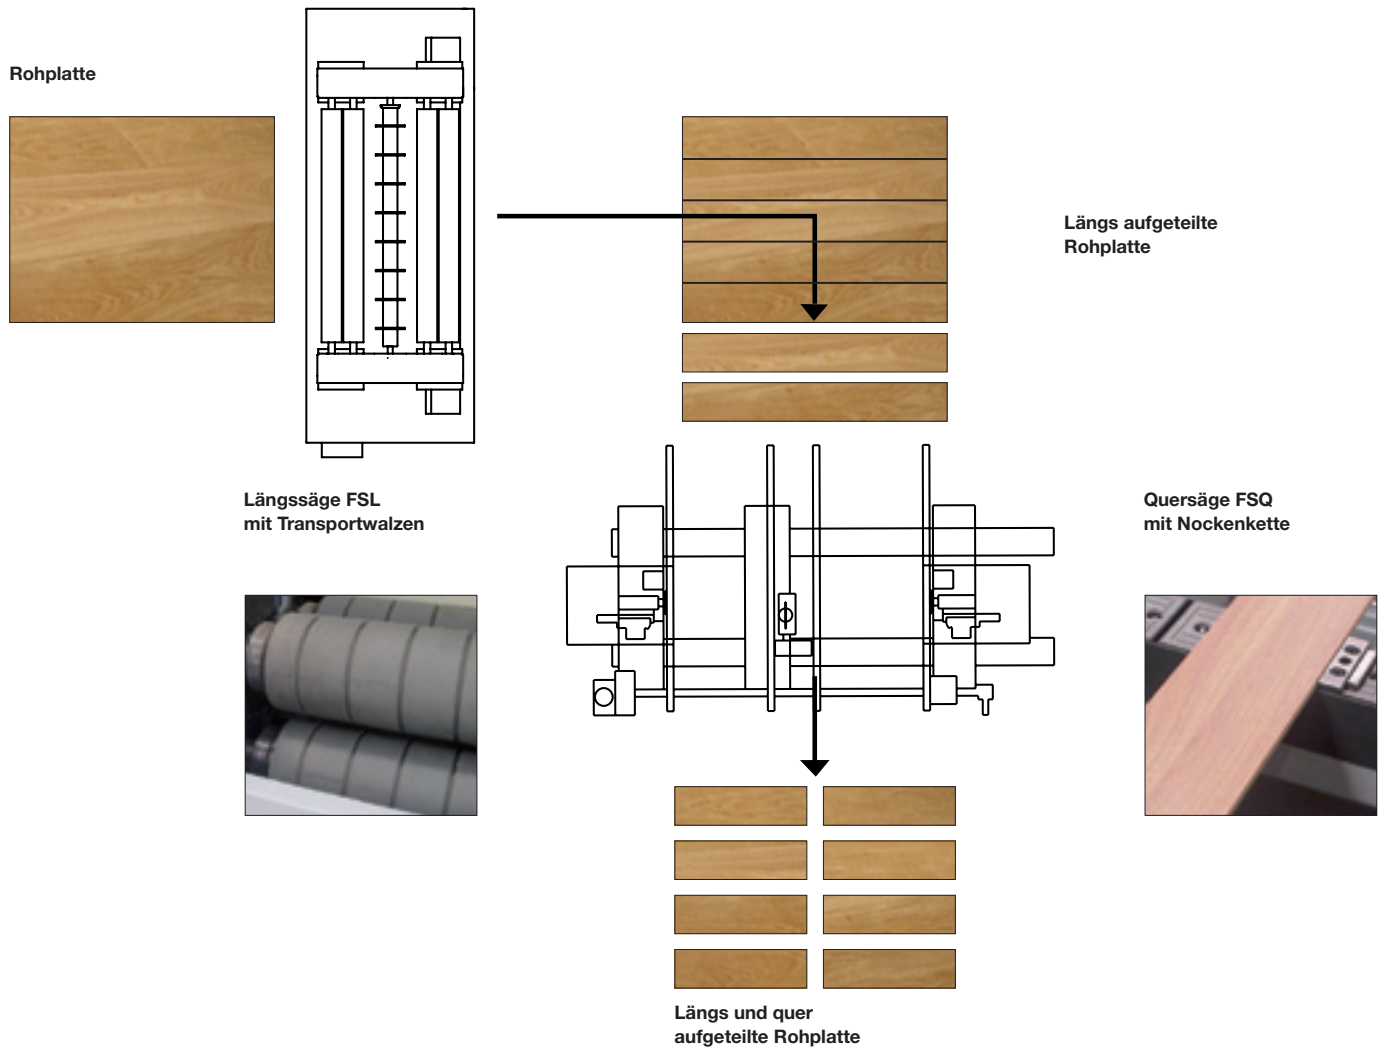 Rohplatte
Längs aufgeteilte
Rohplatte
Längssäge FSL
mit Transportwalzen
Quersäge FSQ
mit Nockenkette
Längs und quer
aufgeteilte Rohplatte